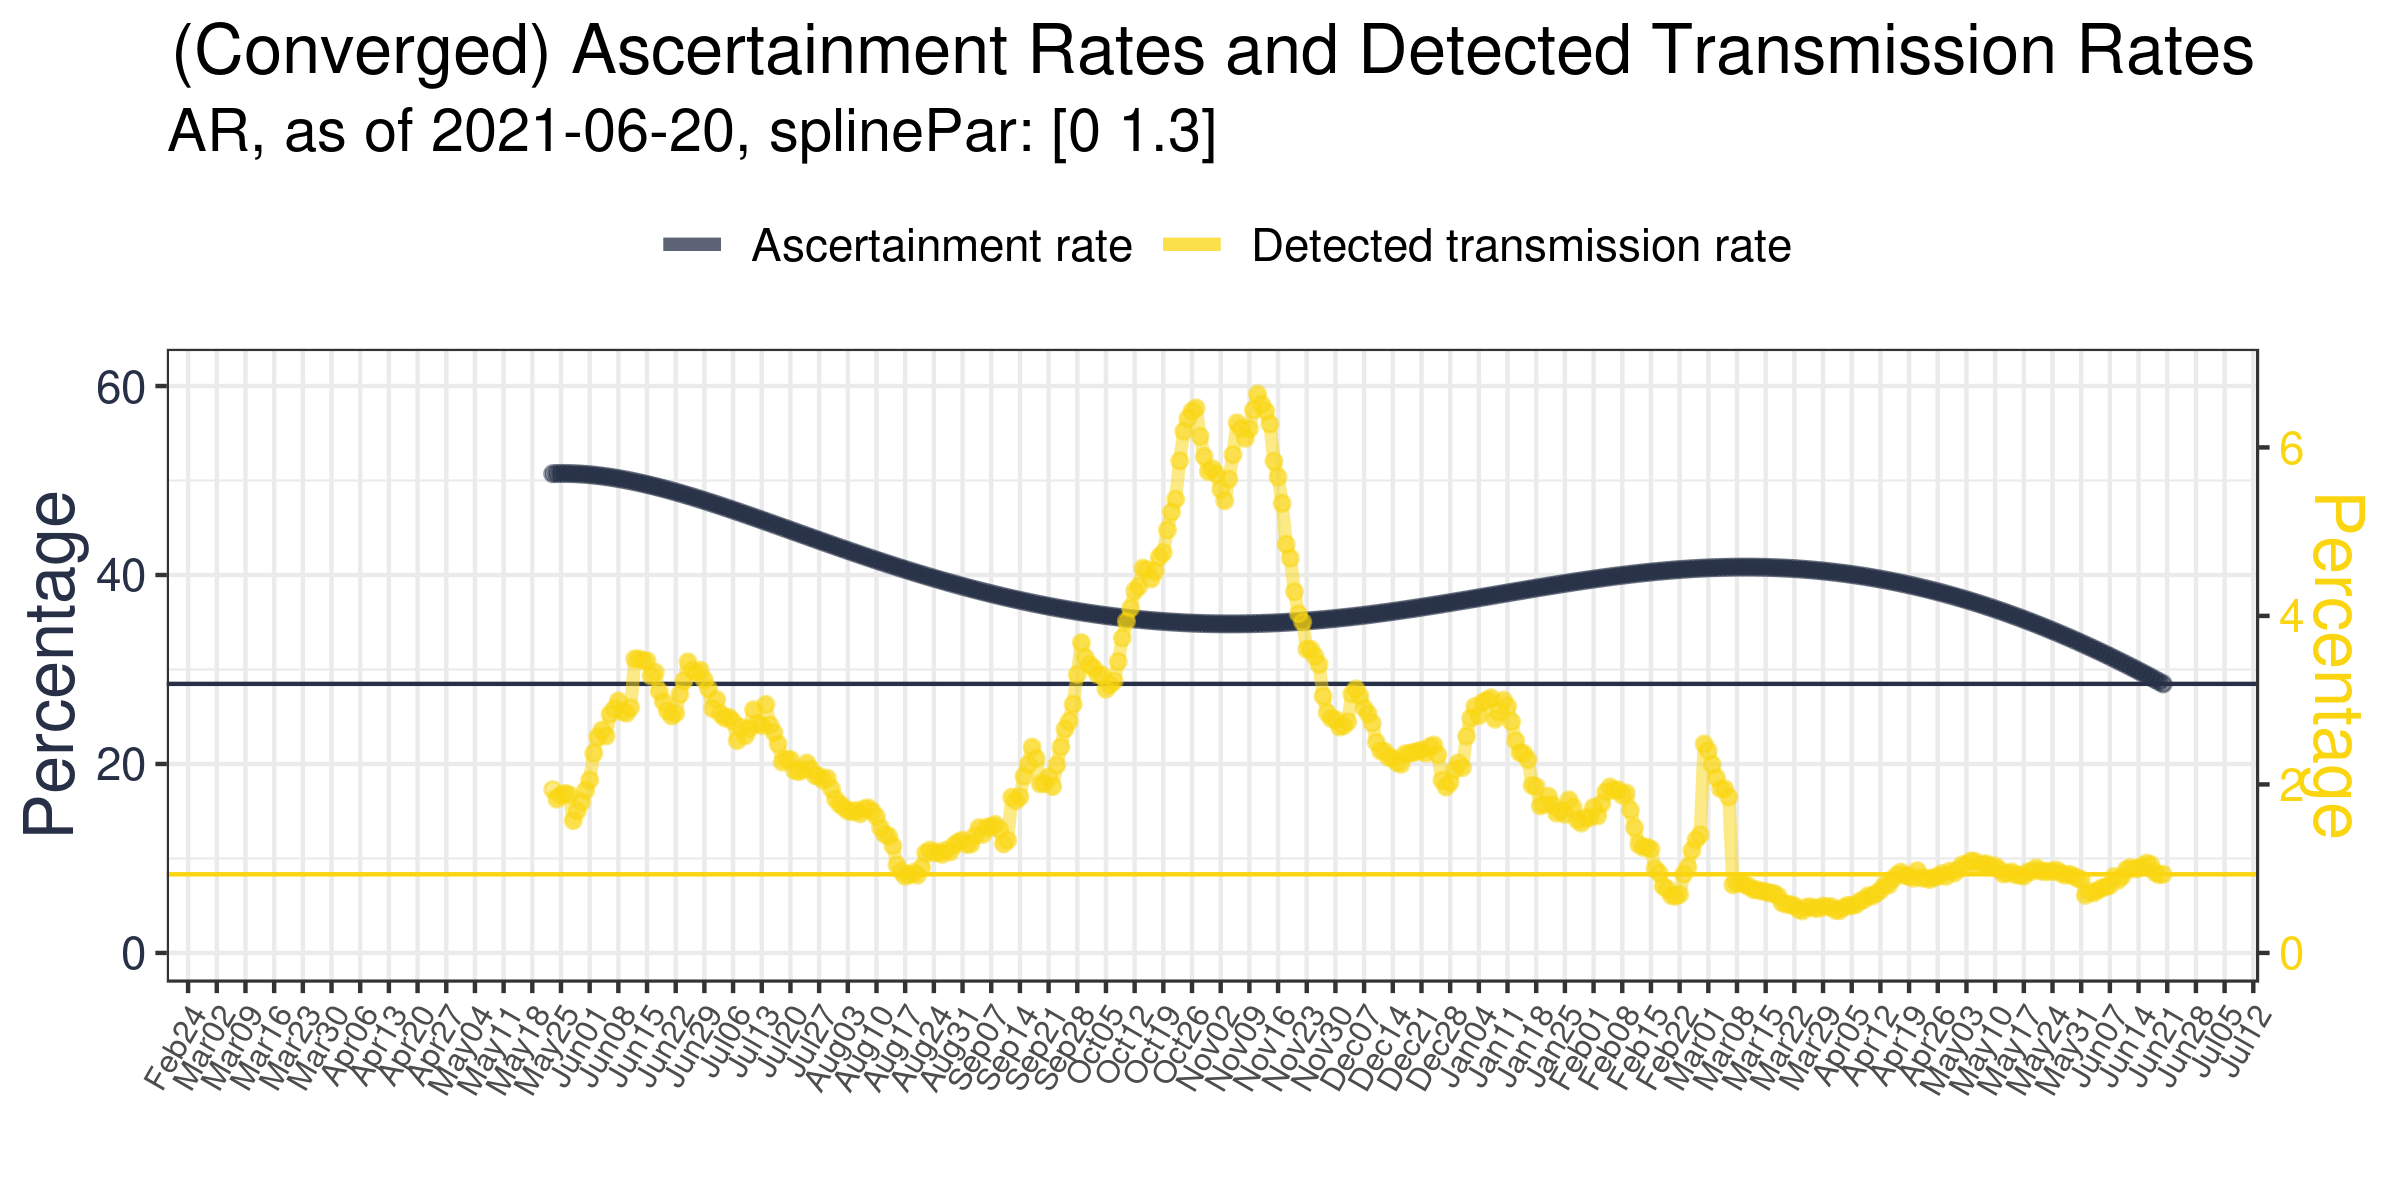 (Converged) Ascertainment Rates and Detected Transmission Rates
AR, as of 2021-06-20, splinePar: [0 1.3]
Ascertainment rate
Detected transmission rate
Percentage
60
40
20
0
6
4
2
0
Percentage
Feb24
Mar02
Mar09
Mar16
Mar23
Mar30
Apr06
Apr13
Apr20
Apr27
May04
May11
May18
May25
Jun01
Jun08
Jun15
Jun22
Jun29
Jul06
Jul13
Jul20
Jul27
Aug03
Aug10
Aug17
Aug24
Aug31
Sep07
Sep14
Sep21
Sep28
Oct05
Oct12
Oct19
Oct26
Nov02
Nov09
Nov16
Nov23
Nov30
Dec07
Dec14
Dec21
Dec28
Jan04
Jan11
Jan18
Jan25
Feb01
Feb08
Feb15
Feb22
Mar01
Mar08
Mar15
Mar22
Mar29
Apr05
Apr12
Apr19
Apr26
May03
May10
May17
May24
May31
Jun07
Jun14
Jun21
Jun28
Jul05
Jul12